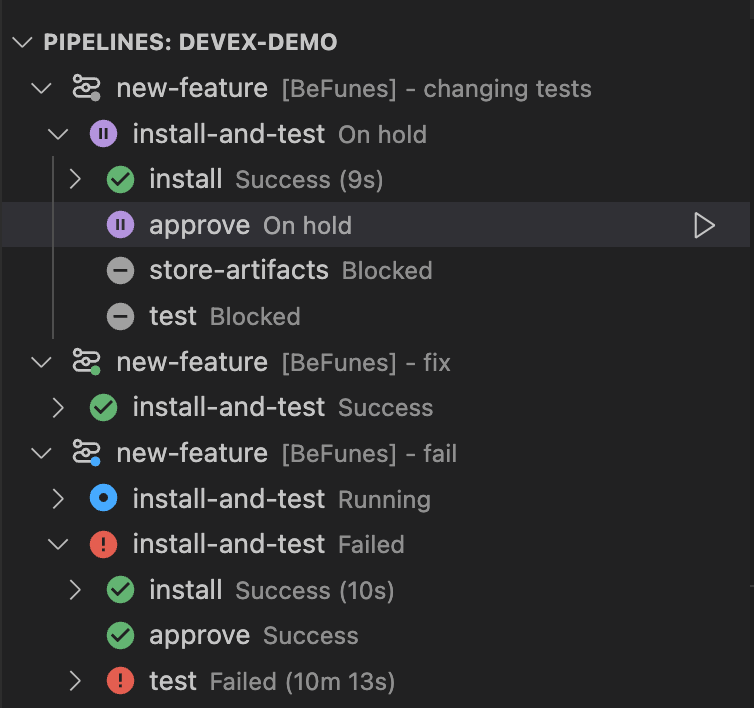 PIPELINES: DEVEX-DEMO
new-feature [BeFunes] - changing tests
install-and-test On hold
install Success (9s)
approve On hold
store-artifacts Blocked
test Blocked
new-feature [BeFunes] - fix
install-and-test Success
new-feature [BeFunes] - fail
install-and-test Running
install-and-test Failed
install Success (10s)
approve Success
test Failed (10m 13s)